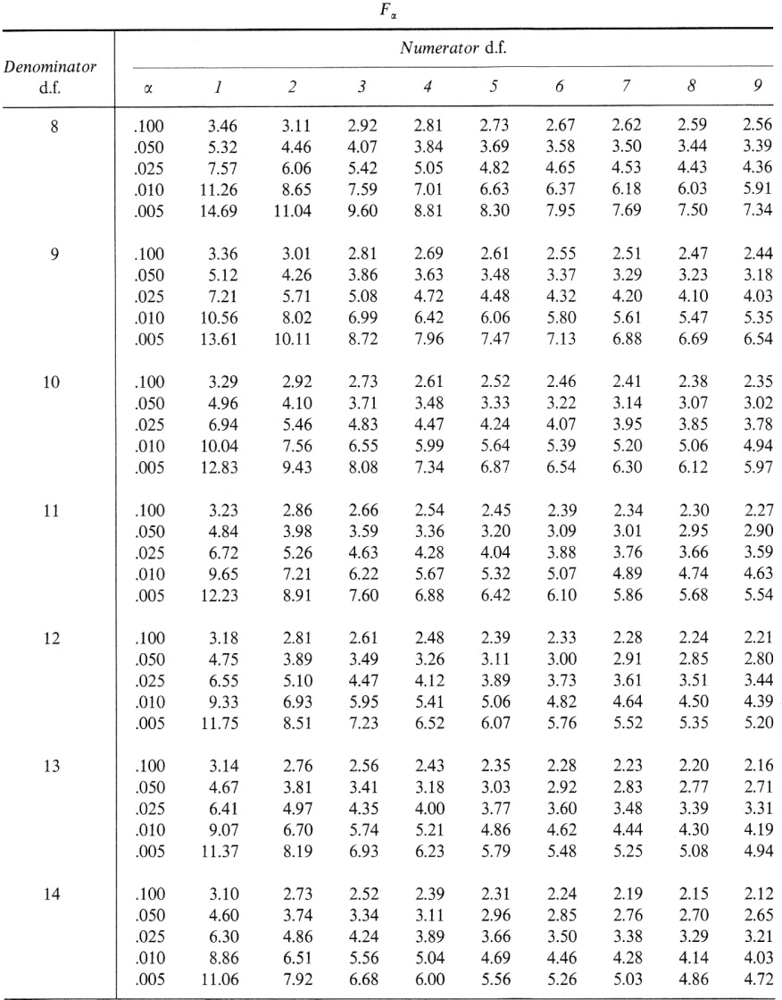 F α
Numerator d.f.
Denominator
d.f. α 1 2 3 4 5 6 7 8 9
8 .100 3.46 3.11 2.92 2.81 2.73 2.67 2.62 2.59 2.56
.050 5.32 4.46 4.07 3.84 3.69 3.58 3.50 3.44 3.39
.025 7.57 6.06 5.42 5.05 4.82 4.65 4.53 4.43 4.36
.010 11.26 8.65 7.59 7.01 6.63 6.37 6.18 6.03 5.91
.005 14.69 11.04 9.60 8.81 8.30 7.95 7.69 7.50 7.34
9 .100 3.36 3.01 2.81 2.69 2.61 2.55 2.51 2.47 2.44
.050 5.12 4.26 3.86 3.63 3.48 3.37 3.29 3.23 3.18
.025 7.21 5.71 5.08 4.72 4.48 4.32 4.20 4.10 4.03
.010 10.56 8.02 6.99 6.42 6.06 5.80 5.61 5.47 5.35
.005 13.61 10.11 8.72 7.96 7.47 7.13 6.88 6.69 6.54
10 .100 3.29 2.92 2.73 2.61 2.52 2.46 2.41 2.38 2.35
.050 4.96 4.10 3.71 3.48 3.33 3.22 3.14 3.07 3.02
.025 6.94 5.46 4.83 4.47 4.24 4.07 3.95 3.85 3.78
.010 10.04 7.56 6.55 5.99 5.64 5.39 5.20 5.06 4.94
.005 12.83 9.43 8.08 7.34 6.87 6.54 6.30 6.12 5.97
11 .100 3.23 2.86 2.66 2.54 2.45 2.39 2.34 2.30 2.27
.050 4.84 3.98 3.59 3.36 3.20 3.09 3.01 2.95 2.90
.025 6.72 5.26 4.63 4.28 4.04 3.88 3.76 3.66 3.59
.010 9.65 7.21 6.22 5.67 5.32 5.07 4.89 4.74 4.63
.005 12.23 8.91 7.60 6.88 6.42 6.10 5.86 5.68 5.54
12 .100 3.18 2.81 2.61 2.48 2.39 2.33 2.28 2.24 2.21
.050 4.75 3.89 3.49 3.26 3.11 3.00 2.91 2.85 2.80
.025 6.55 5.10 4.47 4.12 3.89 3.73 3.61 3.51 3.44
.010 9.33 6.93 5.95 5.41 5.06 4.82 4.64 4.50 4.39
.005 11.75 8.51 7.23 6.52 6.07 5.76 5.52 5.35 5.20
13 .100 3.14 2.76 2.56 2.43 2.35 2.28 2.23 2.20 2.16
.050 4.67 3.81 3.41 3.18 3.03 2.92 2.83 2.77 2.71
.025 6.41 4.97 4.35 4.00 3.77 3.60 3.48 3.39 3.31
.010 9.07 6.70 5.74 5.21 4.86 4.62 4.44 4.30 4.19
.005 11.37 8.19 6.93 6.23 5.79 5.48 5.25 5.08 4.94
14 .100 3.10 2.73 2.52 2.39 2.31 2.24 2.19 2.15 2.12
.050 4.60 3.74 3.34 3.11 2.96 2.85 2.76 2.70 2.65
.025 6.30 4.86 4.24 3.89 3.66 3.50 3.38 3.29 3.21
.010 8.86 6.51 5.56 5.04 4.69 4.46 4.28 4.14 4.03
.005 11.06 7.92 6.68 6.00 5.56 5.26 5.03 4.86 4.72